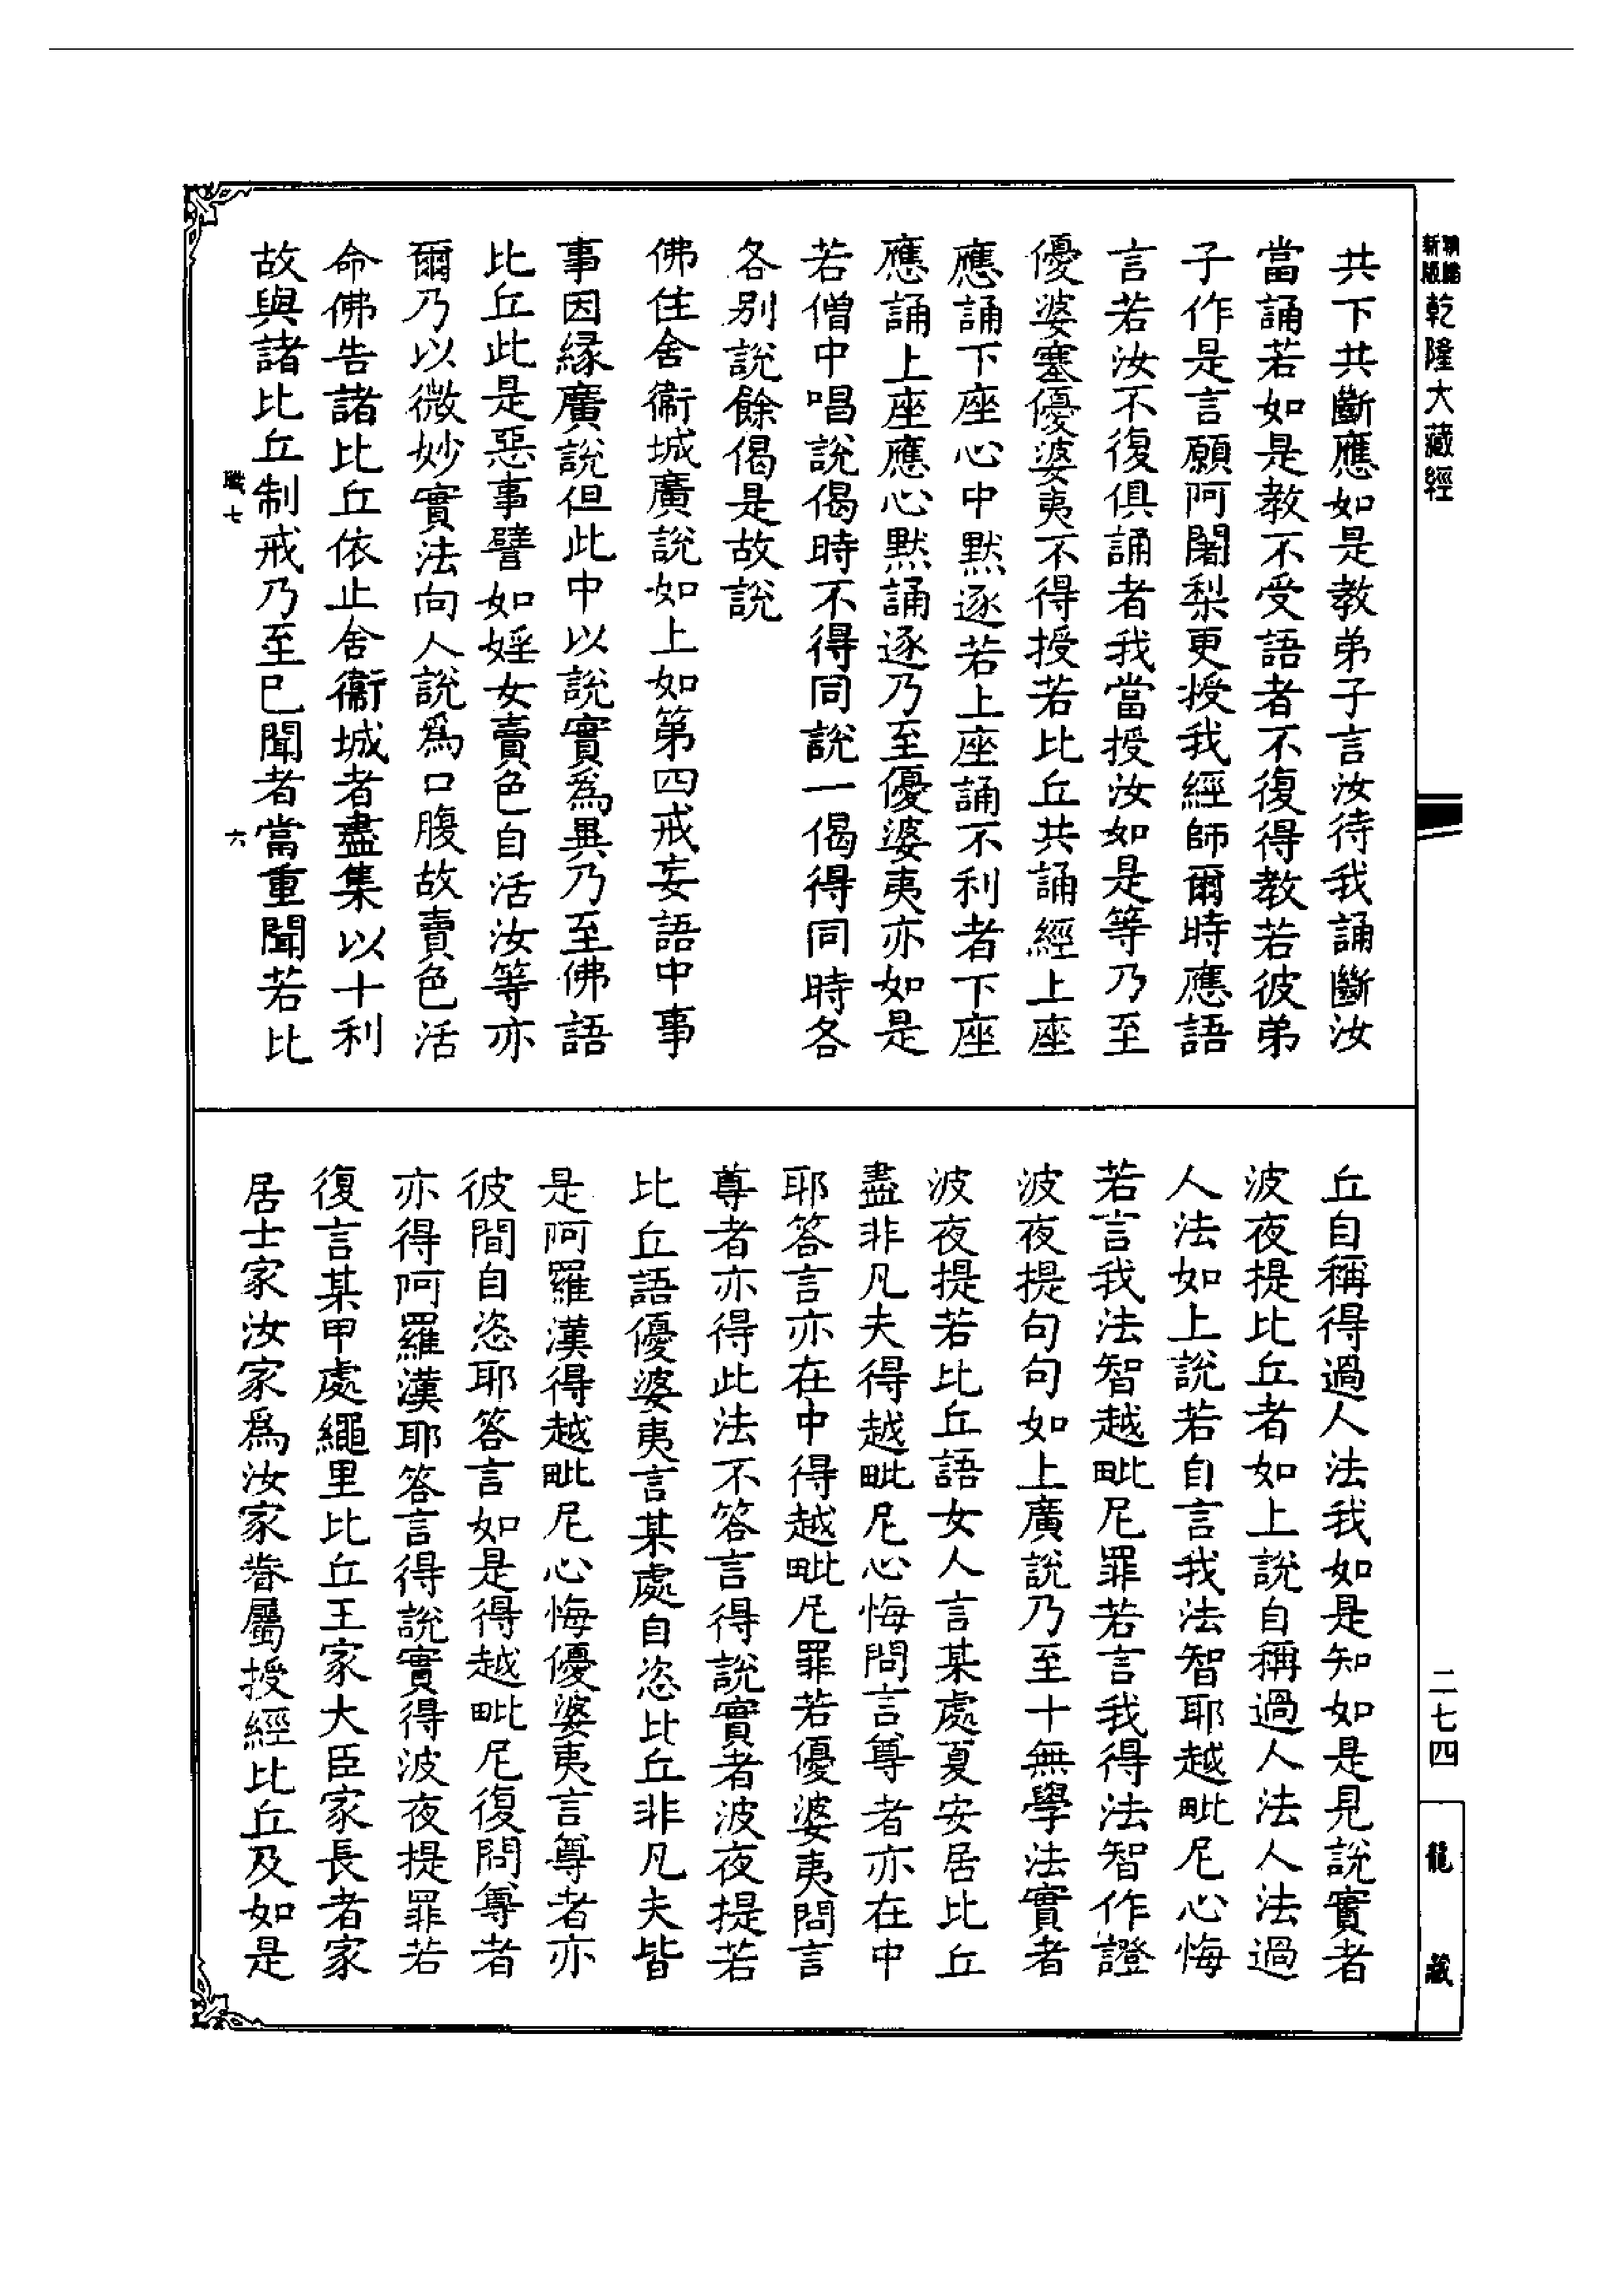 乾隆大藏經
二七四
龍藏
共下共斷應如是教弟子言汝待我誦斷汝
當誦若如是教不受語者不復得教若彼弟
子作是言願阿闍梨更授我經師爾時應語
言若汝不復俱誦者我當授汝如是等乃至
優婆塞優婆夷不得授若比丘共誦經上座
應誦下座心中默逐若上座誦不利者下座
應誦上座應心默誦逐乃至優婆夷亦如是
若僧中唱說偈時不得同說一偈得同時各
各別說餘偈是故說
佛住舍衞城廣說如上如第四戒妄語中事
事因緣廣說但此中以說實爲異乃至佛語
比丘此是惡事譬如婬女賣色自活汝等亦
爾乃以微妙實法向人說爲口腹故賣色活
命佛告諸比丘依止舍衞城者盡集以十利
故與諸比丘制戒乃至已聞者當重聞若比
職七
六
丘自稱得過人法我如是知如是見說實者
波夜提比丘者如上說自稱過人法人法過
人法如上說若自言我法智耶越毗尼心悔
若言我法智越毗尼罪若言我得法智作證
波夜提句句如上廣說乃至十無學法實者
波夜提若比丘語女人言某處夏安居比丘
盡非凡夫得越毗尼心悔問言尊者亦在中
耶答言亦在中得越毗尼罪若優婆夷問言
尊者亦得此法不答言得說實者波夜提若
比丘語優婆夷言某處自恣比丘非凡夫皆
是阿羅漢得越毗尼心悔優婆夷言尊者亦
彼間自恣耶答言如是得越毗尼復問尊者
亦得阿羅漢耶答言得說實得波夜提罪若
復言某甲處繩里比丘王家大臣家長者家
居士家汝家爲汝家眷屬授經比丘及如是